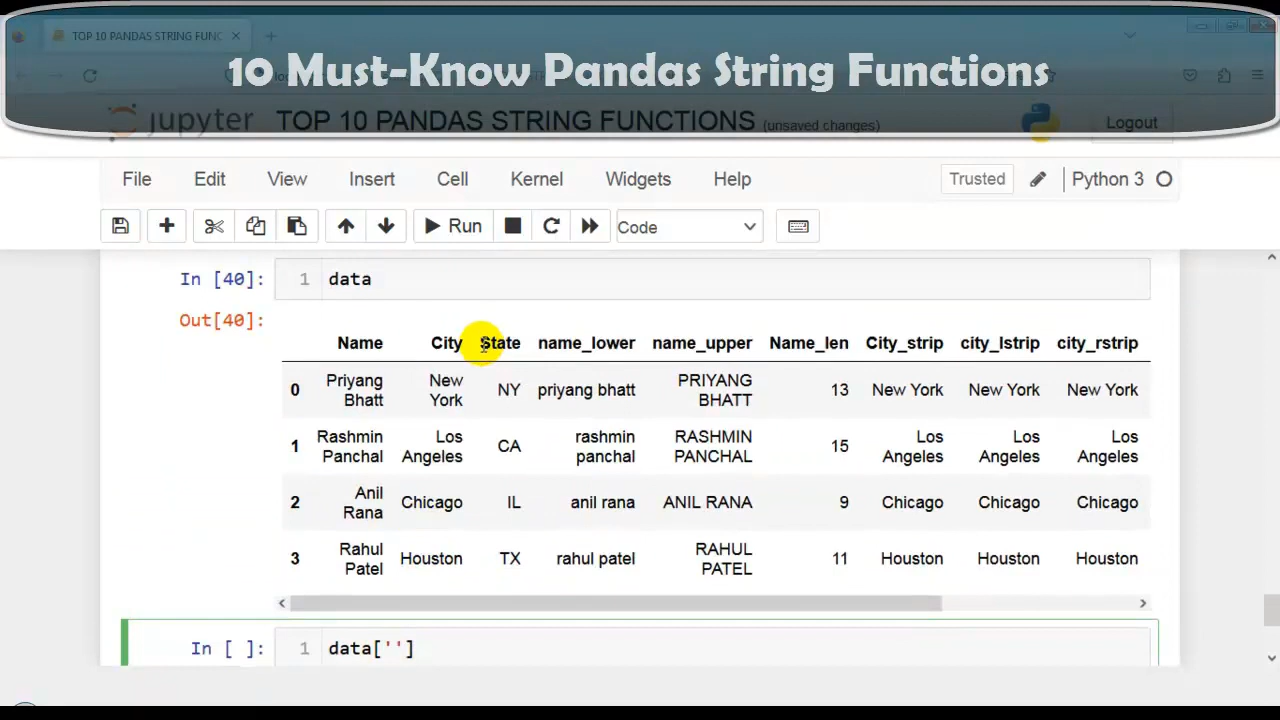 TOP 10 PANDAS STRING FUNC
10 Must-Know Pandas String Functions
jupyter TOP 10 PANDAS STRING FUNCTIONS (unsaved changes) Logout
File Edit View Insert Cell Kernel Widgets Help Trusted Python 3
Run Code
In [40]: 1 data
Out[40]:
Name City State name_lower name_upper Name_len City_strip city_lstrip city_rstrip
0 Priyang Bhatt New York NY priyang bhatt PRIYANG BHATT 13 New York New York New York
1 Rashmin Panchal Los Angeles CA rashmin panchal RASHMIN PANCHAL 15 Los Angeles Los Angeles Los Angeles
2 Anil Rana Chicago IL anil rana ANIL RANA 9 Chicago Chicago Chicago
3 Rahul Patel Houston TX rahul patel RAHUL PATEL 11 Houston Houston Houston
In [ ]: 1 data['']